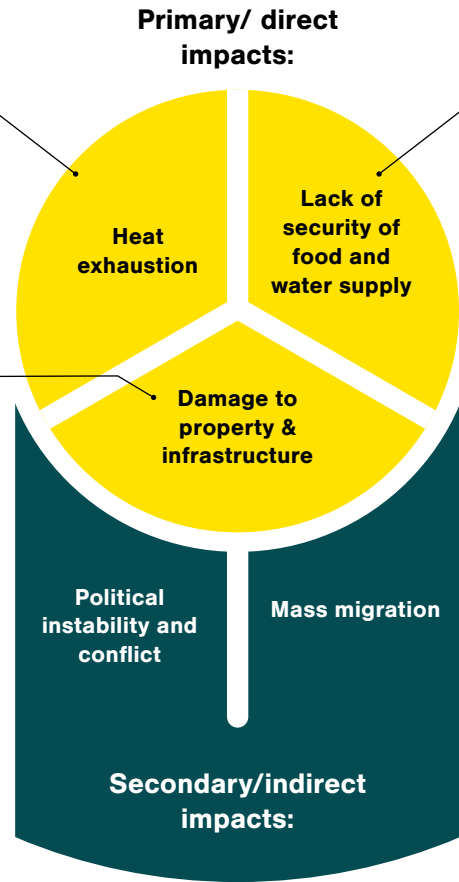 Primary/ direct
impacts:
Heat
exhaustion
Lack of
security of
food and
water supply
Damage to
property &
infrastructure
Political
instability and
conflict
Mass migration
Secondary/indirect
impacts: